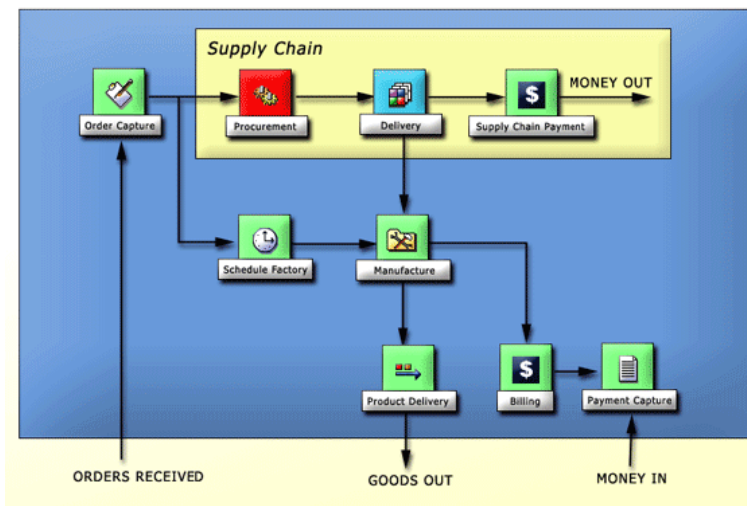 Supply Chain
MONEY OUT
Order Capture
Procurement
Delivery
Supply Chain Payment
Schedule Factory
Manufacture
Product Delivery
Billing
Payment Capture
ORDERS RECEIVED
GOODS OUT
MONEY IN